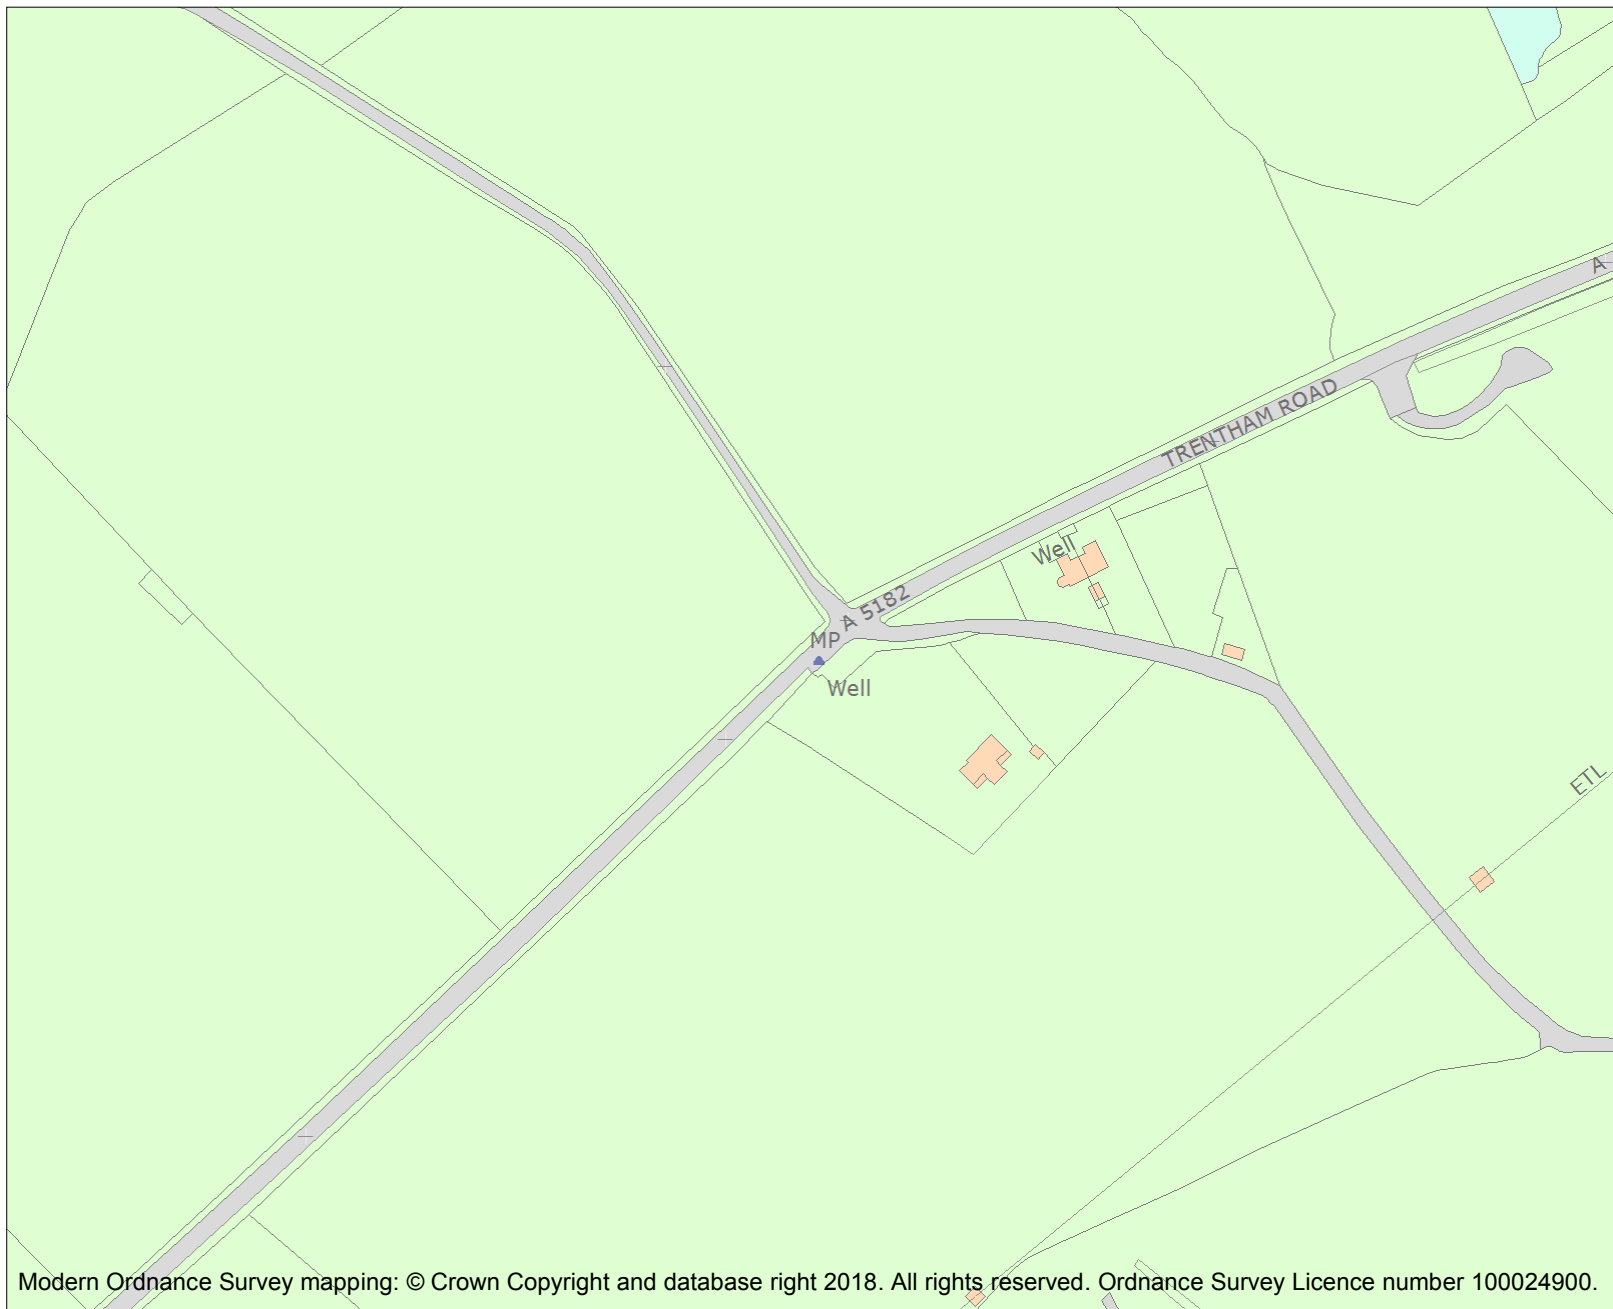 A
TRENTHAM ROAD
Well
A 5182
MP
Well
ETL
Modern Ordnance Survey mapping: © Crown Copyright and database right 2018. All rights reserved. Ordnance Survey Licence number 100024900.